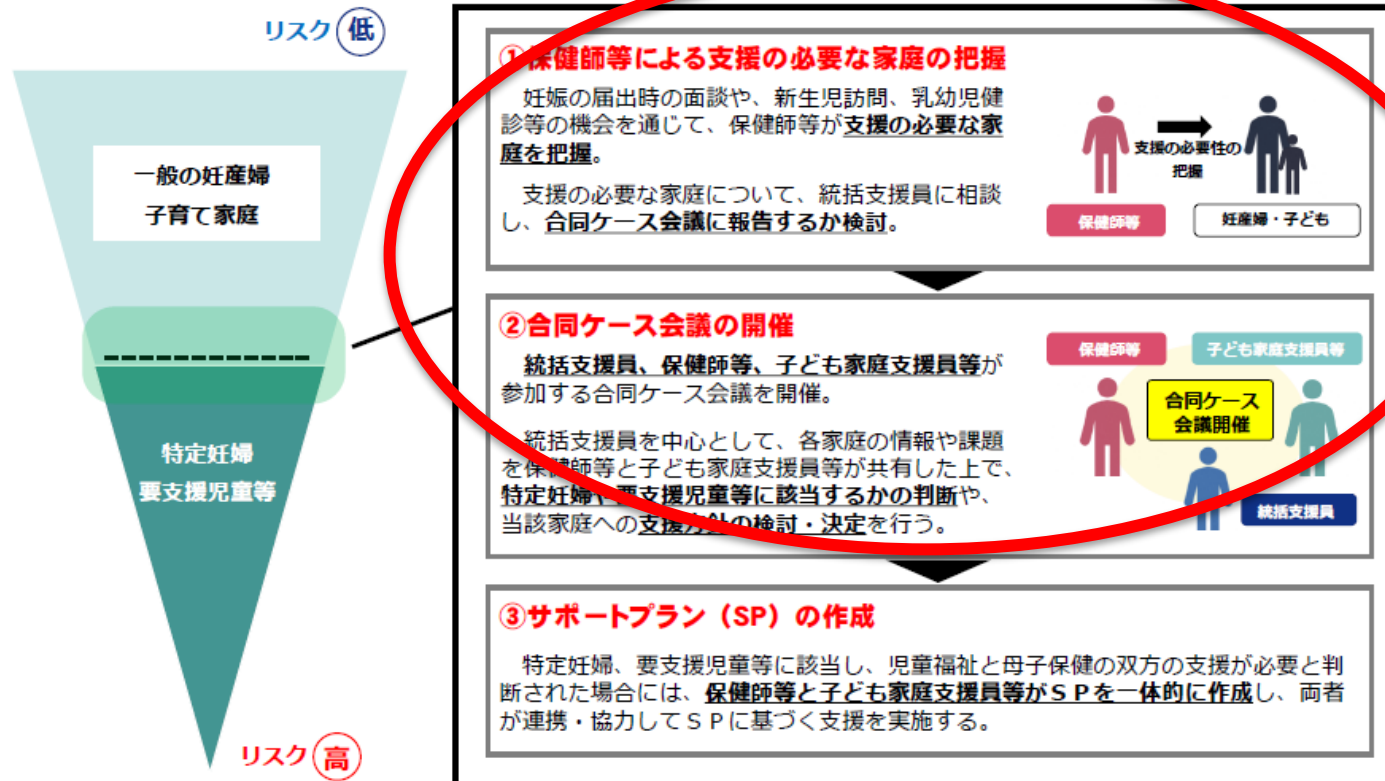 リスク低
一般の妊産婦
子育て家庭
特定妊婦
要支援児童等
リスク高
①保健師等による支援の必要な家庭の把握
妊娠の届出時の面談や、新生児訪問、乳幼児健
診等の機会を通じて、保健師等が支援の必要な家
庭を把握。
支援の必要な家庭について、統括支援員に相談
し、合同ケース会議に報告するか検討。
支援の必要性の
把握
保健師等
妊産婦・子ども
②合同ケース会議の開催
統括支援員、保健師等、子ども家庭支援員等が
参加する合同ケース会議を開催。
統括支援員を中心として、各家庭の情報や課題
を保健師等と子ども家庭支援員等が共有した上で、
特定妊婦や要支援児童等に該当するかの判断や、
当該家庭への支援方針の検討・決定を行う。
保健師等
子ども家庭支援員等
合同ケース
会議開催
統括支援員
③サポートプラン（SP）の作成
特定妊婦、要支援児童等に該当し、児童福祉と母子保健の双方の支援が必要と判
断された場合には、保健師等と子ども家庭支援員等がＳＰを一体的に作成し、両者
が連携・協力してＳＰに基づく支援を実施する。